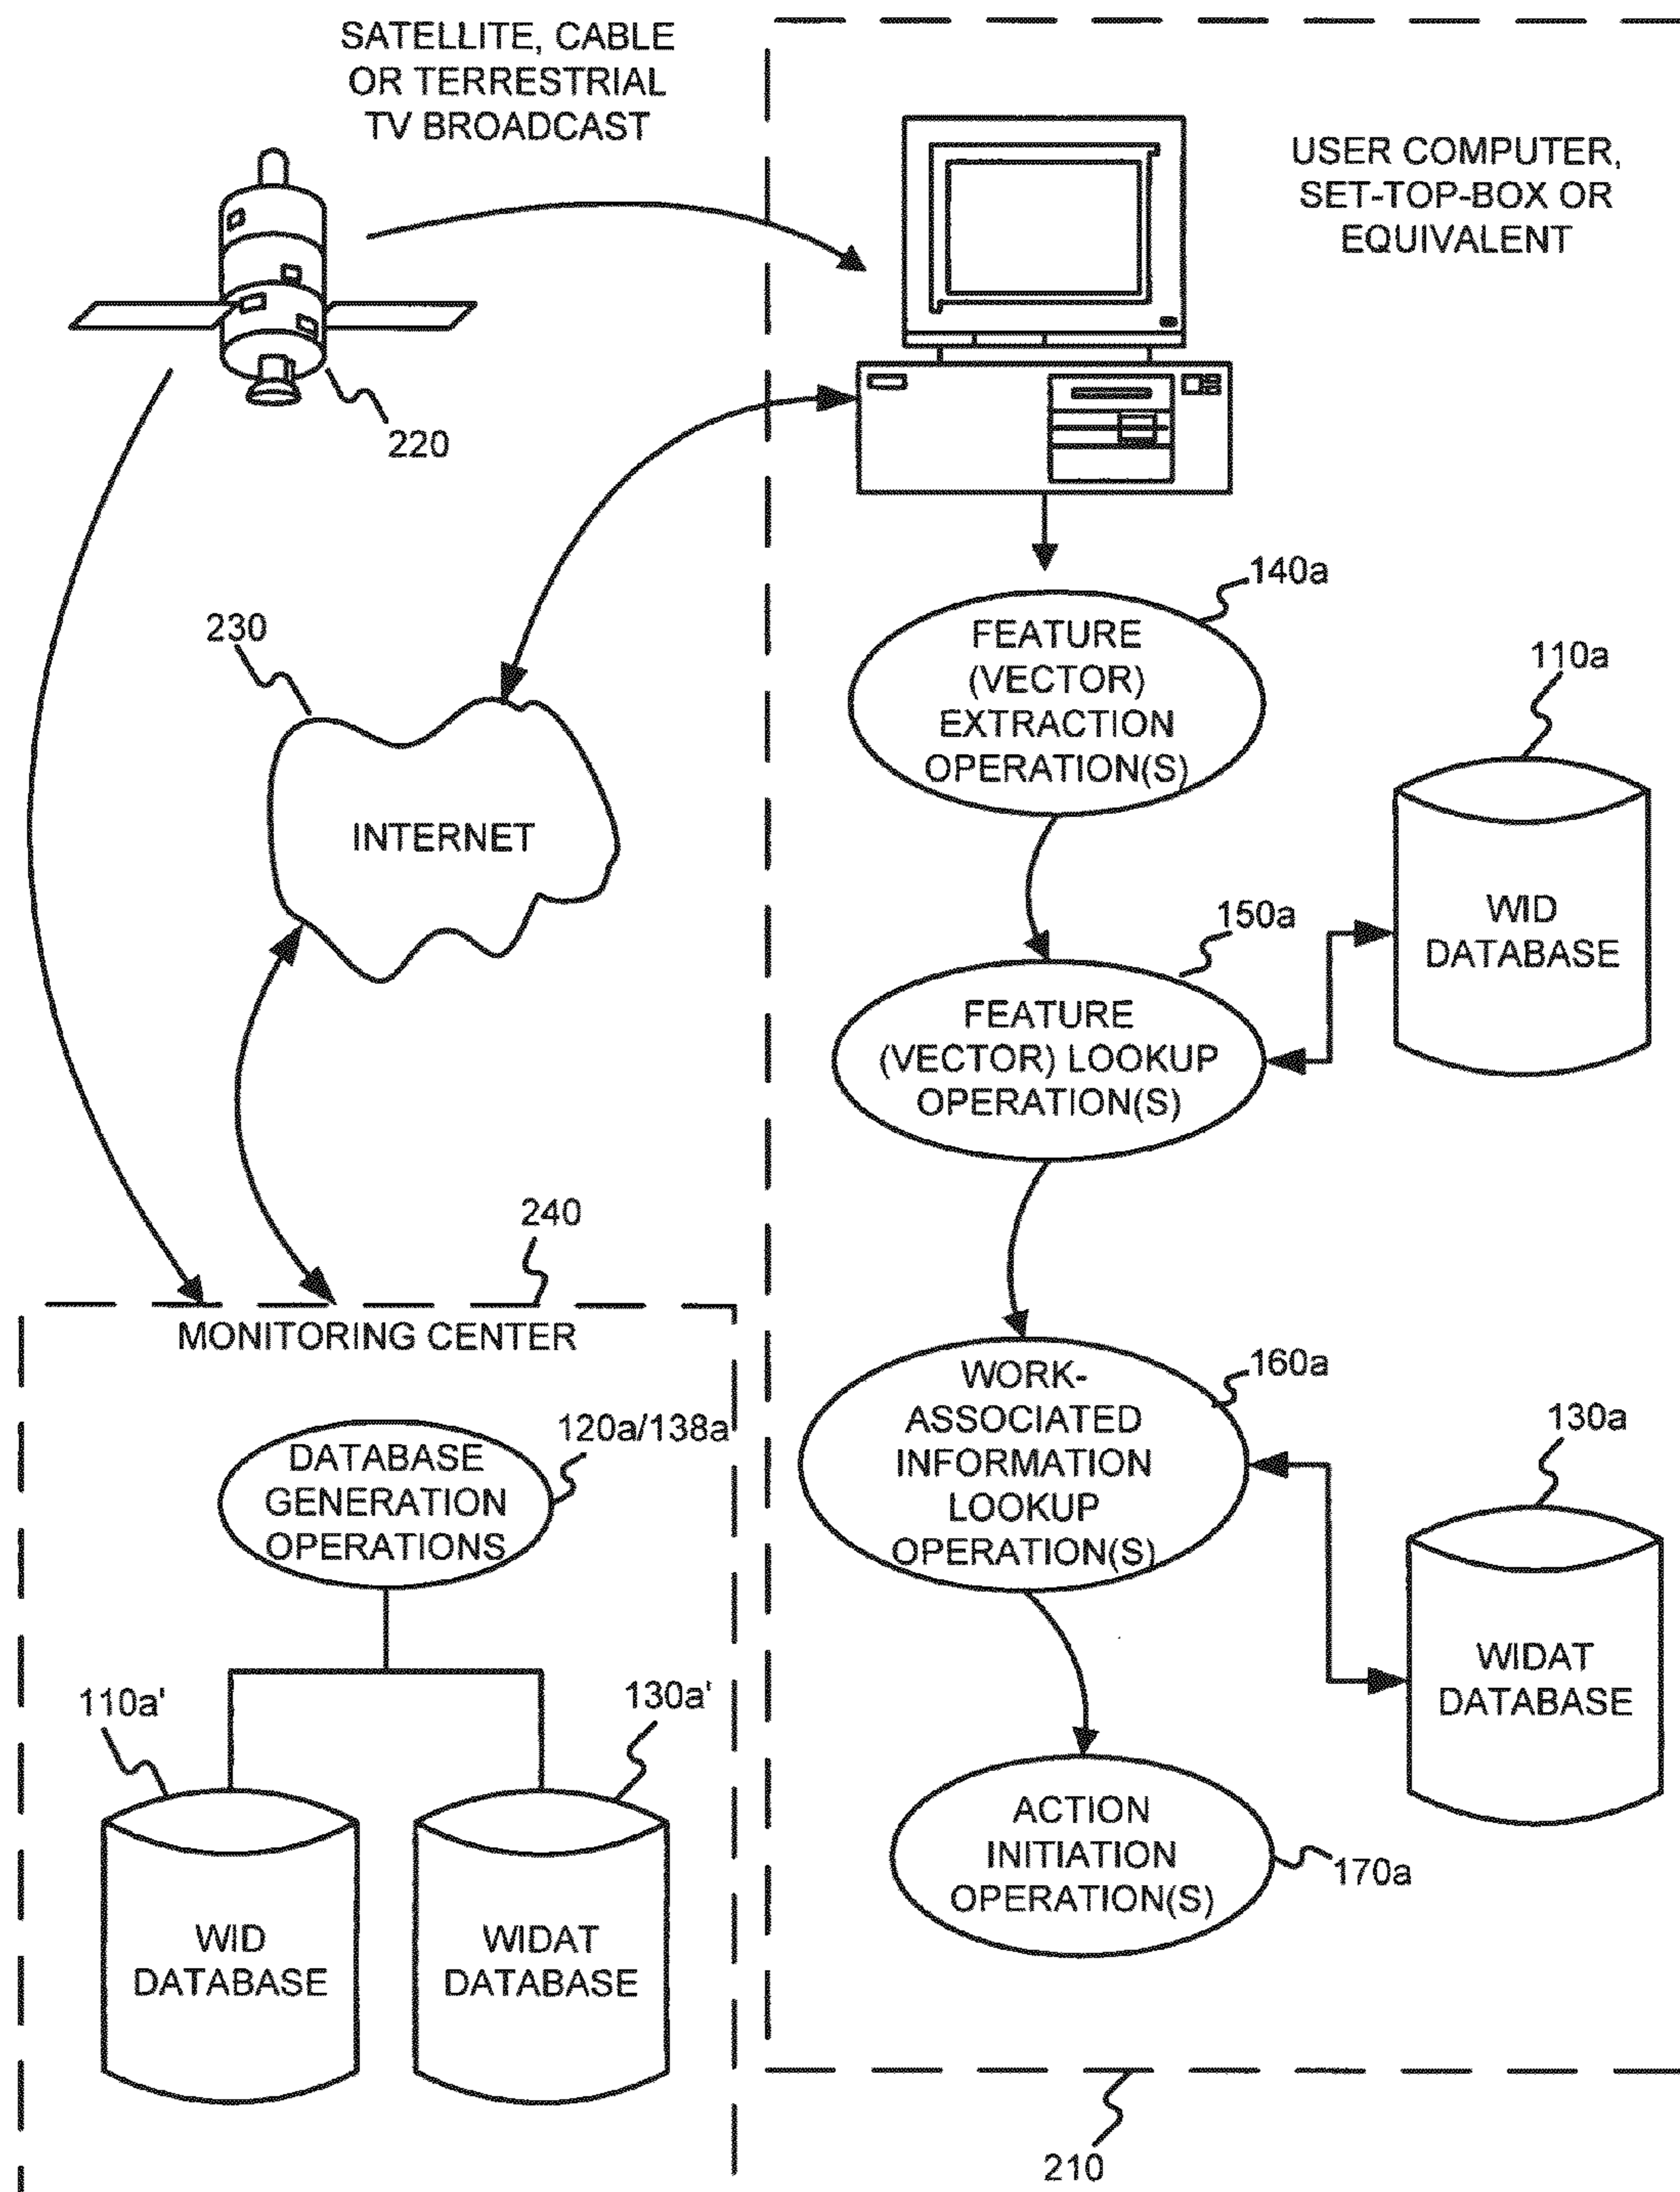 SATELLITE, CABLE
OR TERRESTRIAL
TV BROADCAST
USER COMPUTER,
SET-TOP-BOX OR
EQUIVALENT
220
140a
FEATURE
(VECTOR)
EXTRACTION
OPERATION(S)
230
110a
INTERNET
WID
DATABASE
150a
FEATURE
(VECTOR) LOOKUP
OPERATION(S)
240
MONITORING CENTER
160a
WORK-
ASSOCIATED
INFORMATION
LOOKUP
OPERATION(S)
130a
120a/138a
DATABASE
GENERATION
OPERATIONS
WIDAT
DATABASE
110a'
130a'
ACTION
INITIATION
OPERATION(S)
170a
WID
DATABASE
WIDAT
DATABASE
210